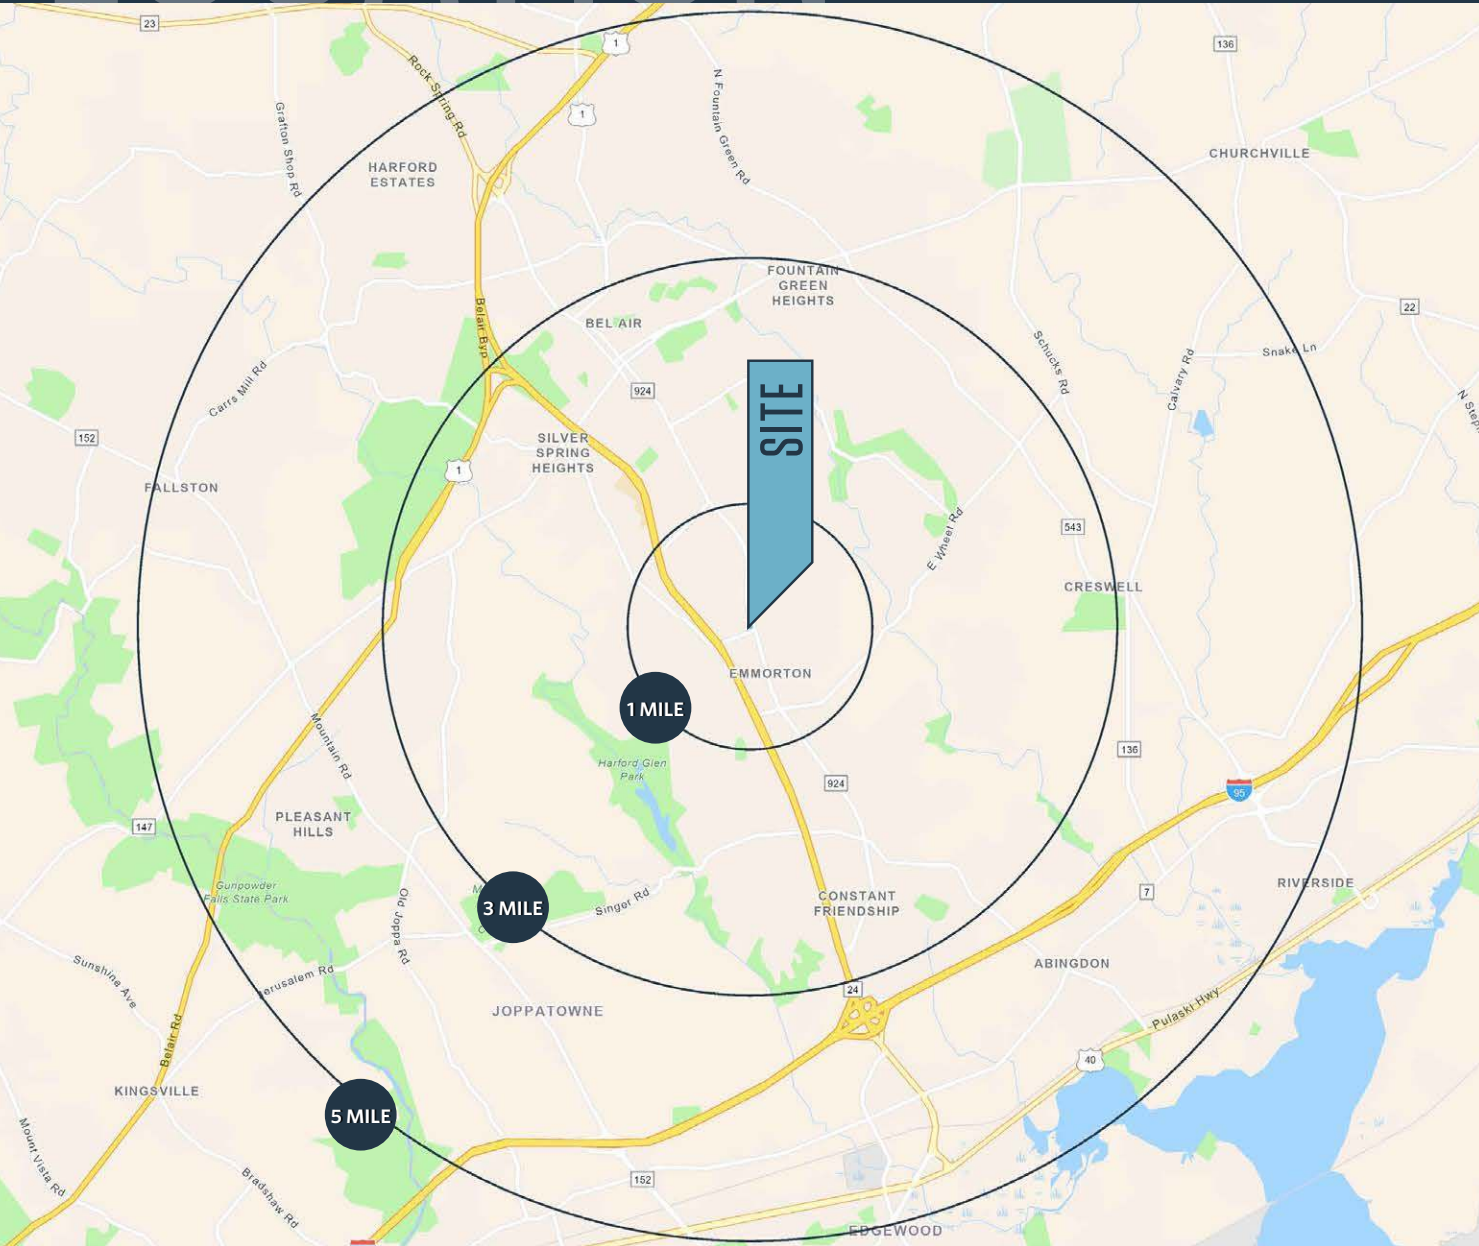 23
1
136
Rock Spring Rd
N Fountain Green Rd
1
Grafton Shop Rd
HARFORD
ESTATES
CHURCHVILLE
FOUNTAIN
GREEN
HEIGHTS
Belair Byp
BEL AIR
22
Schucks Rd
Snake Ln
Calvary Rd
Carrs Mill Rd
924
SITE
152
SILVER
SPRING
HEIGHTS
1
FALLSTON
E Wheel Rd
543
CRESWELL
EMMORTON
1 MILE
Mountain Rd
136
Harford Glen
Park
924
95
PLEASANT
HILLS
147
Gunpowder
Falls State Park
Old Joppa Rd
3 MILE
Singer Rd
CONSTANT
FRIENDSHIP
7
RIVERSIDE
Sunshine Ave
Jerusalem Rd
ABINGDON
24
JOPPATOWNE
Pulaski Hwy
Belair Rd
40
KINGSVILLE
5 MILE
Mount Vista Rd
Bradshaw Rd
152
EDGEWOOD